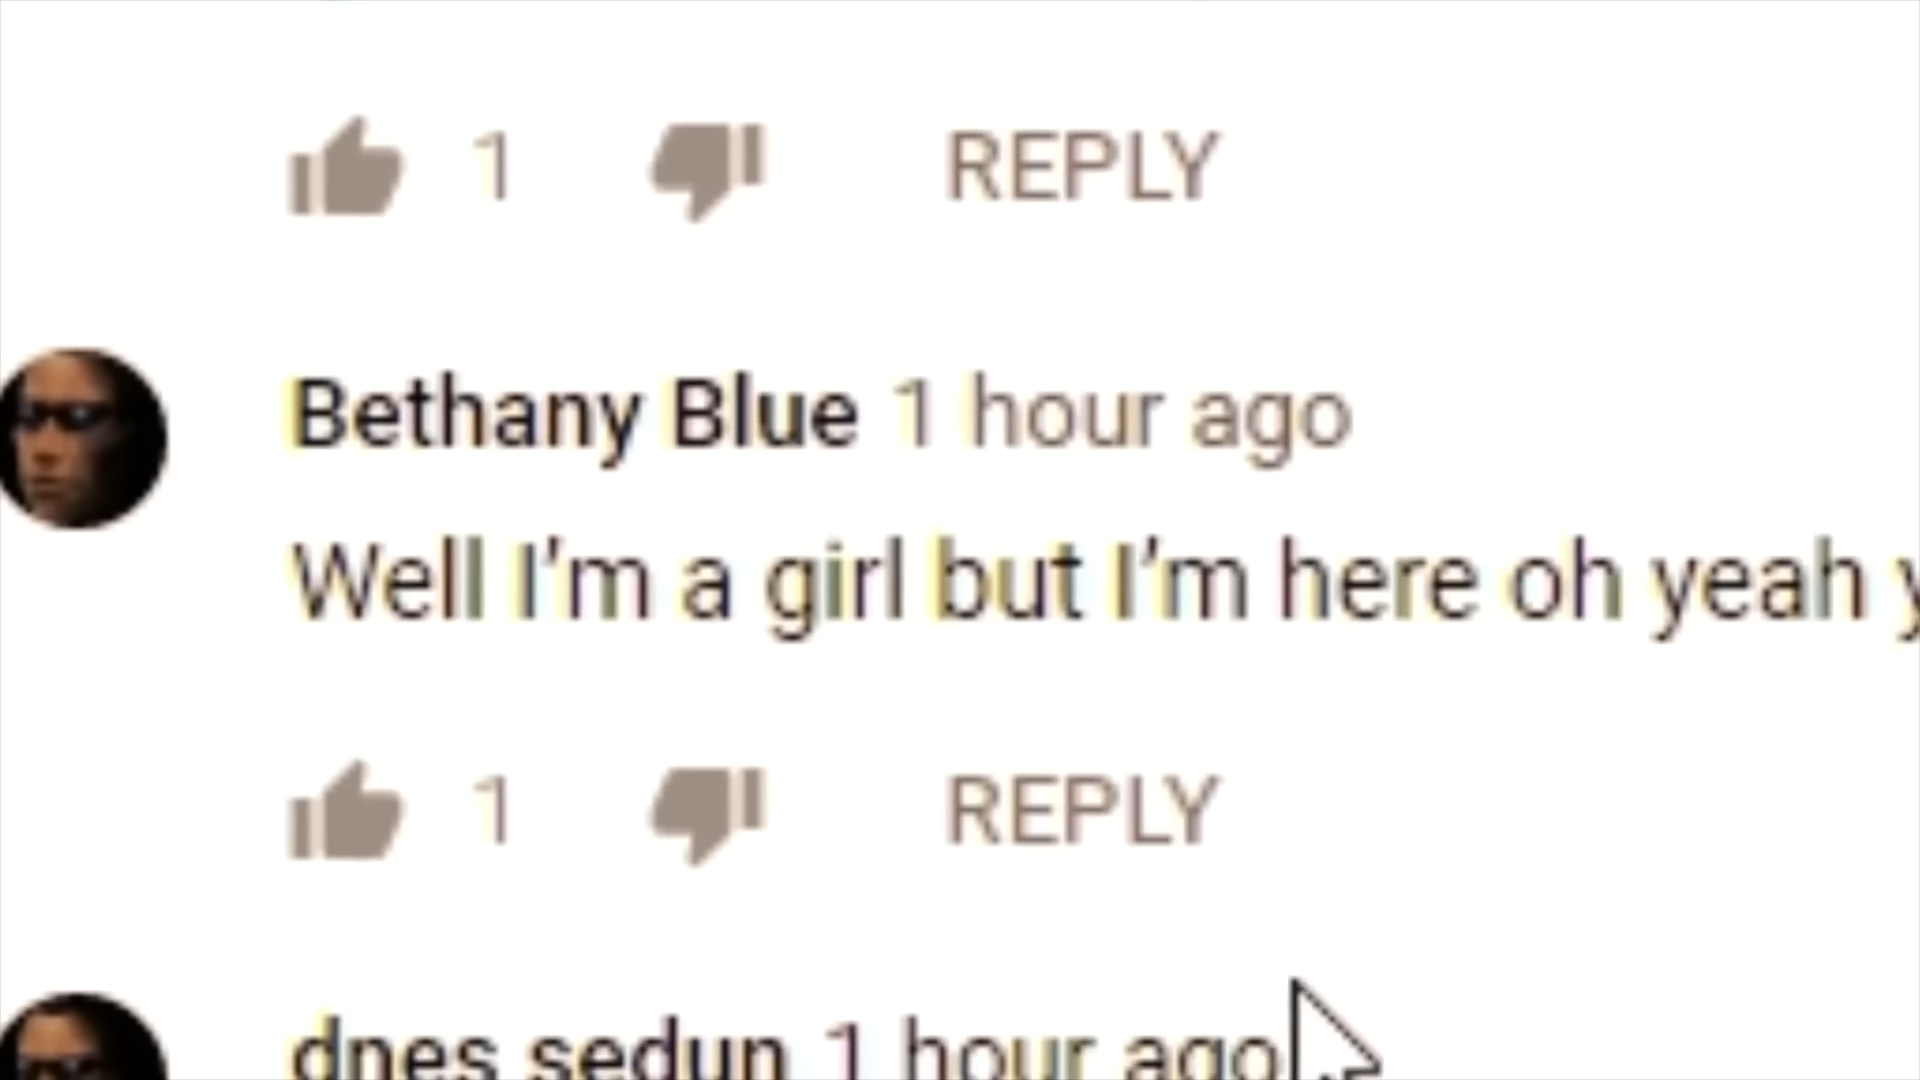 1 REPLY
Bethany Blue 1 hour ago
Well I'm a girl but I'm here oh yeah
1 REPLY
dnes sedun 1 hour ago